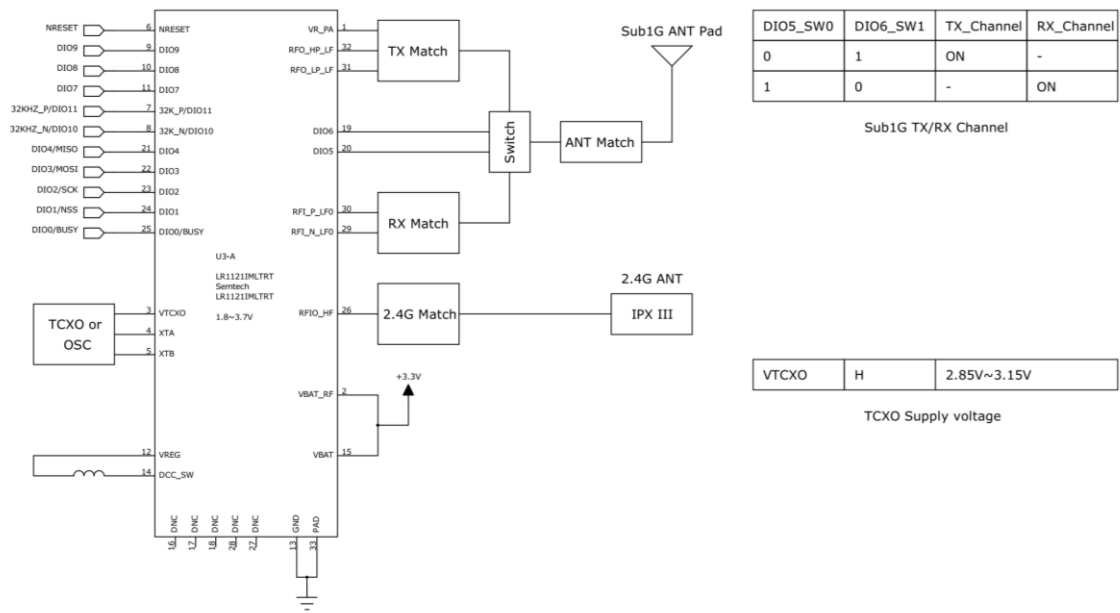 NRESET 6 NRESET
DIO9 9 DIO9
DIO8 10 DIO8
DIO7 11 DIO7
32KHZ_P/DIO11 7 32K_P/DIO11
32KHZ_N/DIO10 8 32K_N/DIO10
DIO4/MISO 21 DIO4
DIO3/MOSI 22 DIO3
DIO2/SCK 23 DIO2
DIO1/NSS 24 DIO1
DIO0/BUSY 25 DIO0/BUSY
TCXO or
OSC
3 VTCXO
4 XTA
5 XTB
12 VREG
14 DCC_SW
U3-A
LR1121IMLTRT
Semtech
LR1121IMLTRT
1.8~3.7V
VR_PA 1
RFO_HP_LF 32
RFO_LP_LF 31
TX Match
DIO6 19
DIO5 20
Switch
ANT Match
Sub1G ANT Pad
RFI_P_LF0 30
RFI_N_LF0 29
RX Match
RFIO_HF 26
2.4G Match
2.4G ANT
IPX III
+3.3V
VBAT_RF 2
VBAT 15
16 DNC
17 DNC
18 DNC
28 DNC
27 DNC
13 GND
33 PAD
DIO5_SW0 DIO6_SW1 TX_Channel RX_Channel
0 1 ON -
1 0 - ON
Sub1G TX/RX Channel
VTCXO H 2.85V~3.15V
TCXO Supply voltage